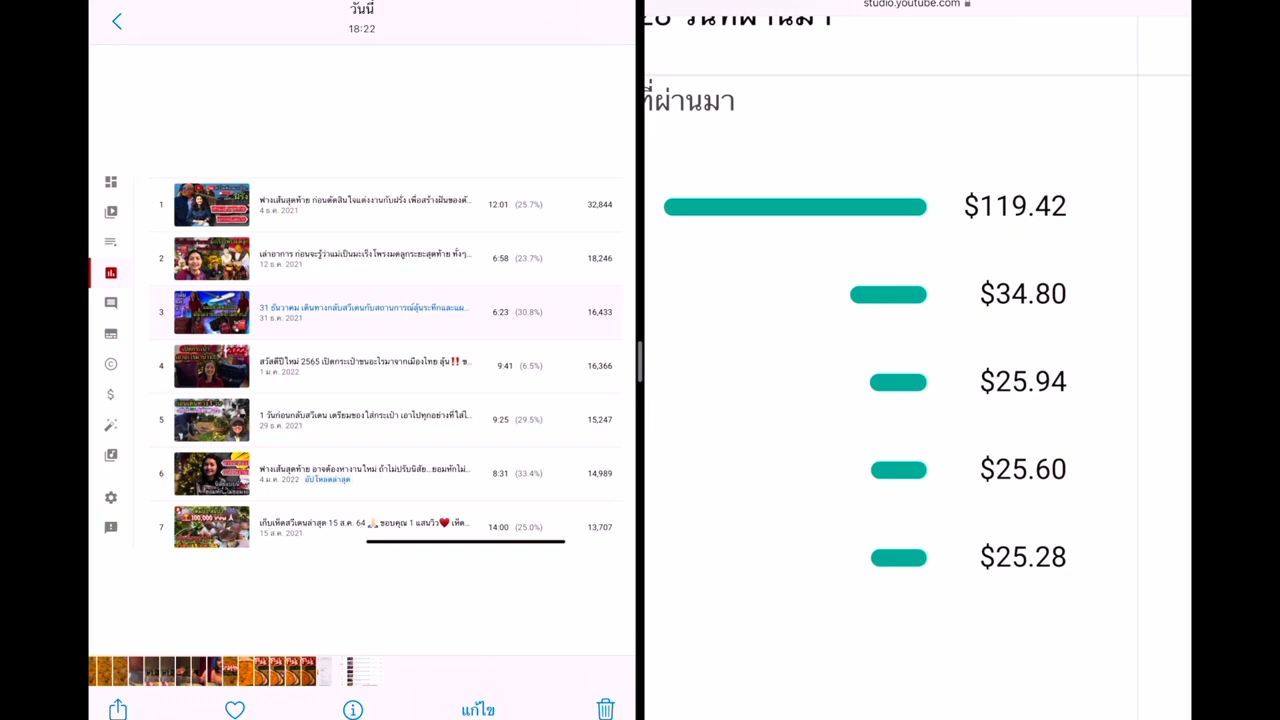 วันนี้
18:22
1
ฟางเส้นสุดท้าย ก่อนตัดสินใจแต่งงานกับฝรั่ง เพื่อสร้างฝันของตั...
4 ธ.ค. 2021
12:01 (25.7%)
32,844
2
เล่าอาการ ก่อนจะรู้ว่าแม่เป็นมะเร็งโพรงมดลูกระยะสุดท้าย ทั้งๆ...
12 ธ.ค. 2021
6:58 (23.7%)
18,246
3
31 ธันวาคม เดินทางกลับสวีเดนกับสถานการณ์ลุ้นระทึกและแผ...
31 ธ.ค. 2021
6:23 (30.8%)
16,433
4
สวัสดีปีใหม่ 2565 เปิดกระเป๋าขนอะไรมาจากเมืองไทย ลุ้น‼️ ข...
1 ม.ค. 2022
9:41 (6.5%)
16,366
5
1 วันก่อนกลับสวีเดน เตรียมของใส่กระเป๋า เอาไปทุกอย่างที่ใส่ไ...
29 ธ.ค. 2021
9:25 (29.5%)
15,247
6
ฟางเส้นสุดท้าย อาจต้องหางานใหม่ ถ้าไม่ปรับนิสัย...ยอมหักไม่...
4 ม.ค. 2022 อัปโหลดล่าสุด
8:31 (33.4%)
14,989
7
เก็บเห็ดสวีเดนล่าสุด 15 ส.ค. 64 🙏🏻 ขอบคุณ 1 แสนวิว♥️ เห็ด...
15 ส.ค. 2021
14:00 (25.0%)
13,707
แก้ไข
studio.youtube.com
28 วันที่ผ่านมา
ที่ผ่านมา
$119.42
$34.80
$25.94
$25.60
$25.28